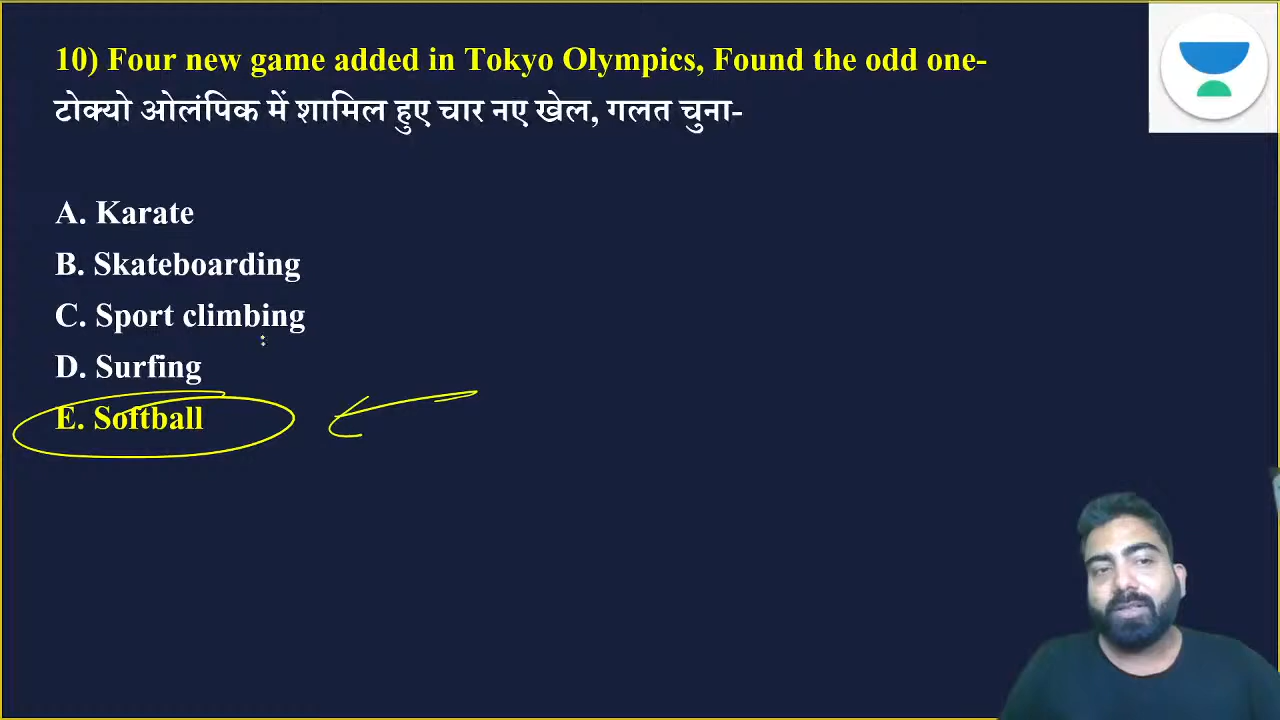 10) Four new game added in Tokyo Olympics, Found the odd one-
टोक्यो ओलंपिक में शामिल हुए चार नए खेल, गलत चुना-
A. Karate
B. Skateboarding
C. Sport climbing
D. Surfing
E. Softball